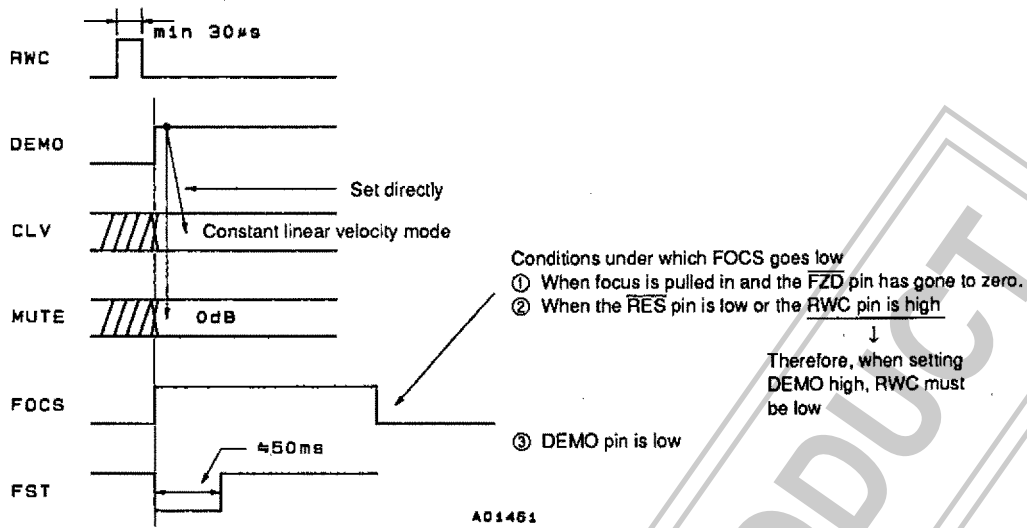 min 30μs
RWC
DEMO
Set directly
CLV
Constant linear velocity mode
Conditions under which FOCS goes low
① When focus is pulled in and the F̅Z̅D̅ pin has gone to zero.
② When the R̅E̅S̅ pin is low or the RWC pin is high
MUTE
0dB
↓
Therefore, when setting
DEMO high, RWC must
be low
FOCS
③ DEMO pin is low
≒50ms
FST
A01461
PRODUCT